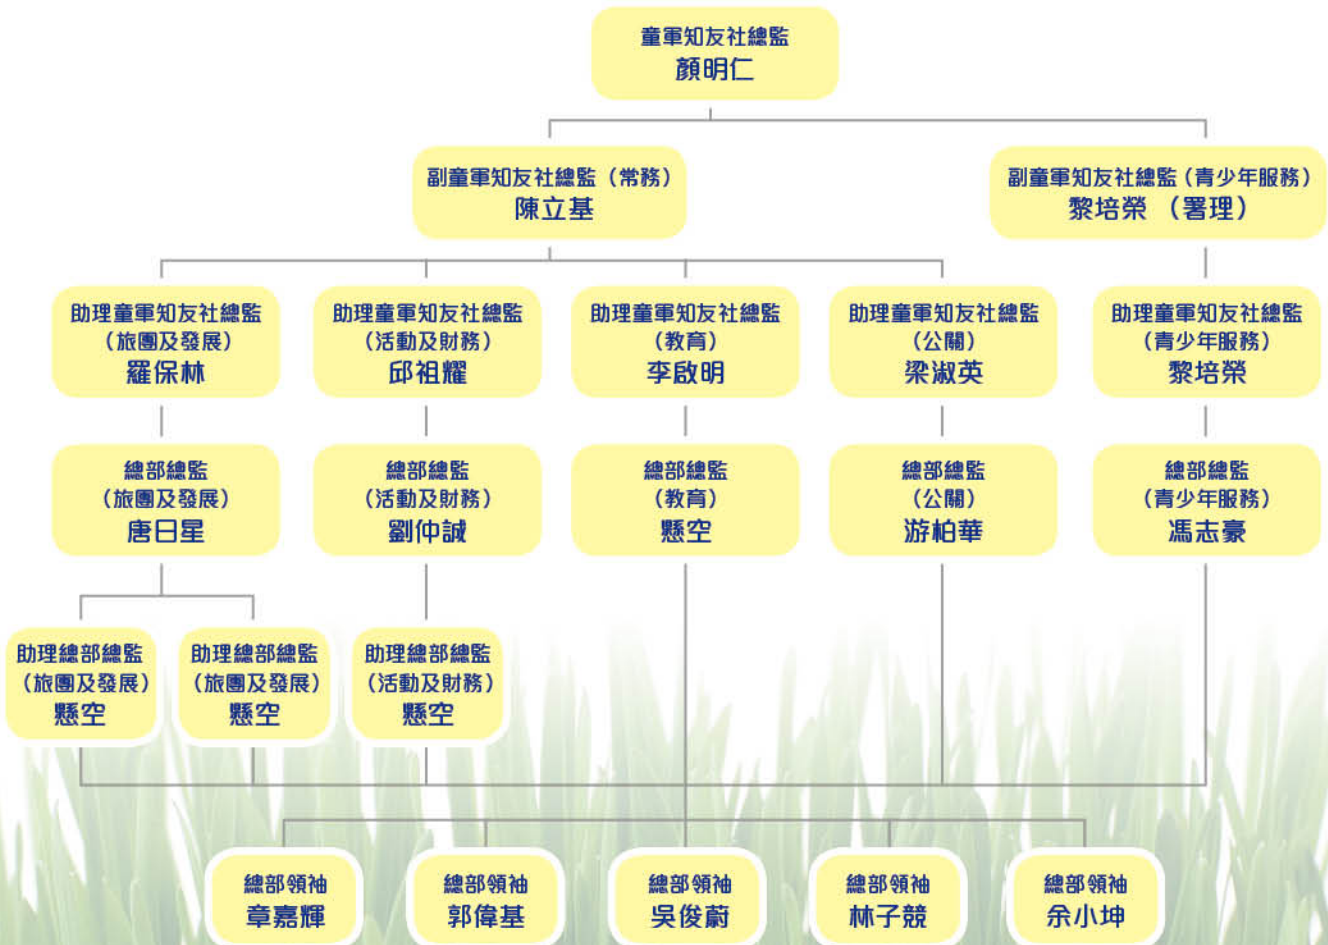 童軍知友社總監
顏明仁
副童軍知友社總監（常務）
陳立基
副童軍知友社總監（青少年服務）
黎培榮 （署理）
助理童軍知友社總監
（旅團及發展）
羅保林
助理童軍知友社總監
（活動及財務）
邱祖耀
助理童軍知友社總監
（教育）
李啟明
助理童軍知友社總監
（公關）
梁淑英
助理童軍知友社總監
（青少年服務）
黎培榮
總部總監
（旅團及發展）
唐日星
總部總監
（活動及財務）
劉仲誠
總部總監
（教育）
懸空
總部總監
（公關）
游柏華
總部總監
（青少年服務）
馮志豪
助理總部總監
（旅團及發展）
懸空
助理總部總監
（旅團及發展）
懸空
助理總部總監
（活動及財務）
懸空
總部領袖
章嘉輝
總部領袖
郭偉基
總部領袖
吳俊蔚
總部領袖
林子競
總部領袖
余小坤